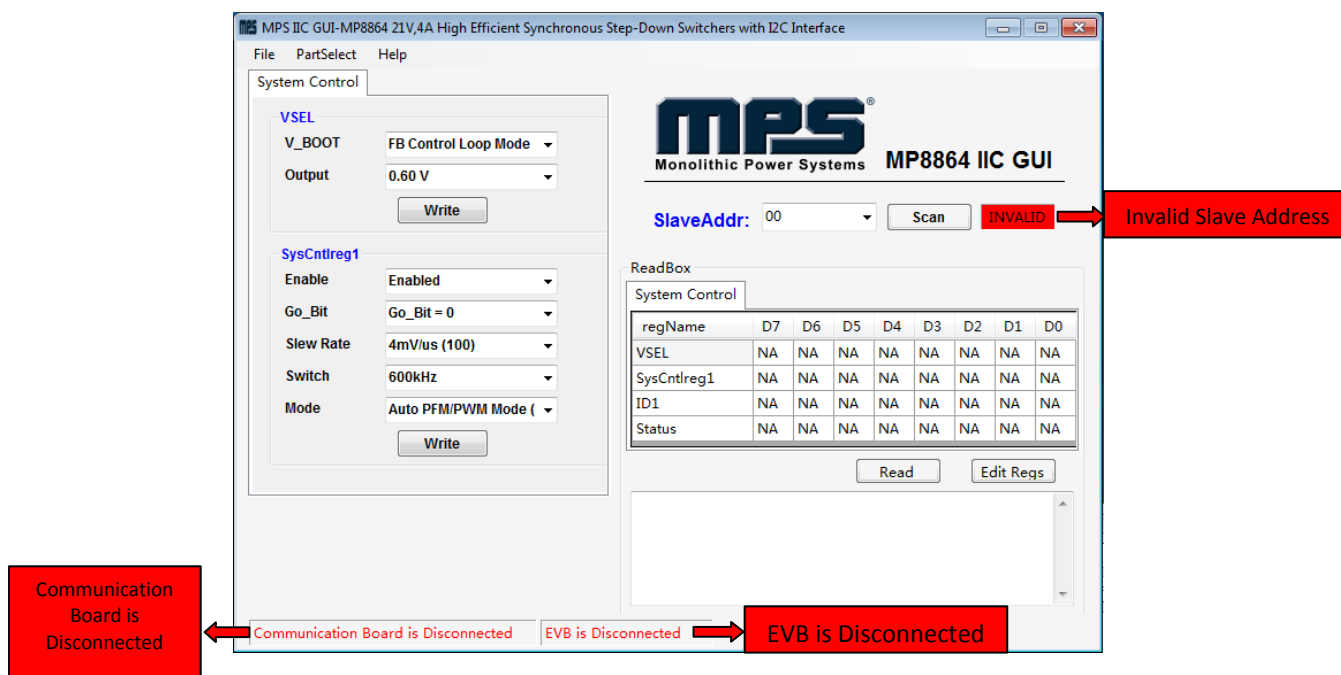 MPS IIC GUI-MP8864 21V,4A High Efficient Synchronous Step-Down Switchers with I2C Interface
File PartSelect Help
System Control
VSEL
V_BOOT FB Control Loop Mode
Output 0.60 V
Write
SysCntlreg1
Enable Enabled
Go_Bit Go_Bit = 0
Slew Rate 4mV/us (100)
Switch 600kHz
Mode Auto PFM/PWM Mode (
Write
MPS®
Monolithic Power Systems MP8864 IIC GUI
SlaveAddr: 00 Scan INVALID
Invalid Slave Address
ReadBox
System Control
regName D7 D6 D5 D4 D3 D2 D1 D0
VSEL NA NA NA NA NA NA NA NA
SysCntlreg1 NA NA NA NA NA NA NA NA
ID1 NA NA NA NA NA NA NA NA
Status NA NA NA NA NA NA NA NA
Read Edit Regs
Communication
Board is
Disconnected
Communication Board is Disconnected EVB is Disconnected
EVB is Disconnected